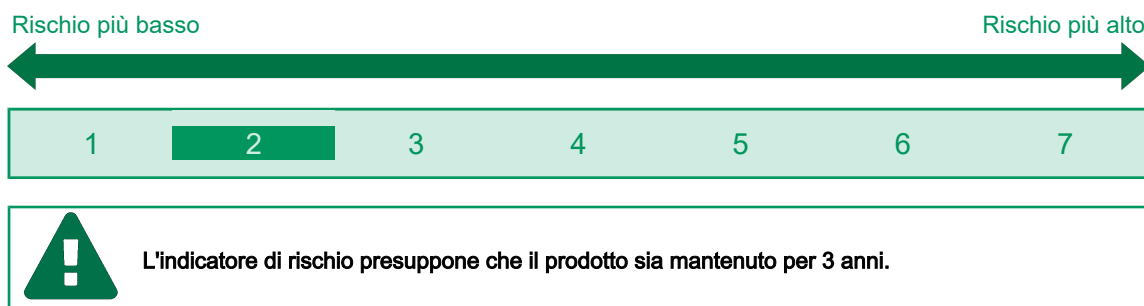 Rischio più basso Rischio più alto
1 2 3 4 5 6 7
L'indicatore di rischio presuppone che il prodotto sia mantenuto per 3 anni.